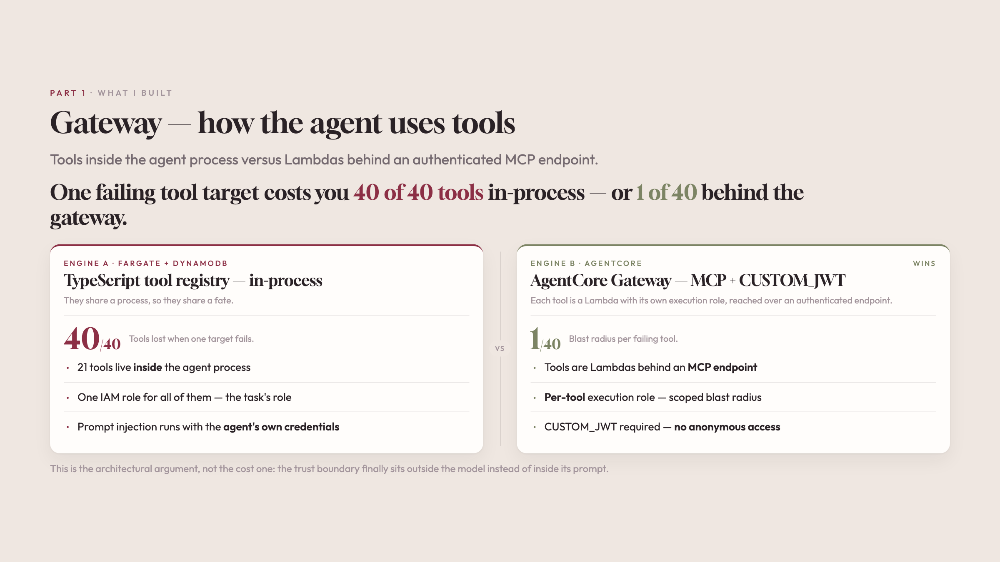 PART 1 · WHAT I BUILT
Gateway — how the agent uses tools
Tools inside the agent process versus Lambdas behind an authenticated MCP endpoint.
One failing tool target costs you 40 of 40 tools in-process — or 1 of 40 behind the
gateway.
ENGINE A · FARGATE + DYNAMODB
TypeScript tool registry — in-process
They share a process, so they share a fate.
40/40 Tools lost when one target fails.
· 21 tools live inside the agent process
· One IAM role for all of them — the task's role
· Prompt injection runs with the agent's own credentials
VS
ENGINE B · AGENTCORE WINS
AgentCore Gateway — MCP + CUSTOM_JWT
Each tool is a Lambda with its own execution role, reached over an authenticated endpoint.
1/40 Blast radius per failing tool.
· Tools are Lambdas behind an MCP endpoint
· Per-tool execution role — scoped blast radius
· CUSTOM_JWT required — no anonymous access
This is the architectural argument, not the cost one: the trust boundary finally sits outside the model instead of inside its prompt.